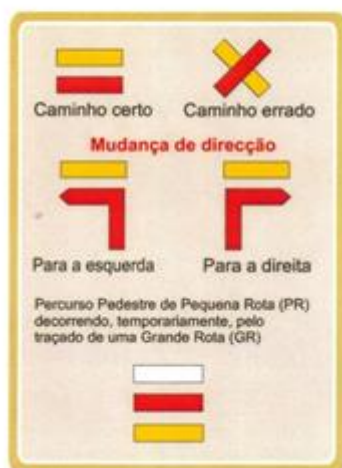 Caminho certo
Caminho errado
Mudança de direcção
Para a esquerda
Para a direita
Percurso Pedestre de Pequena Rota (PR)
decorrendo, temporariamente, pelo
traçado de uma Grande Rota (GR)